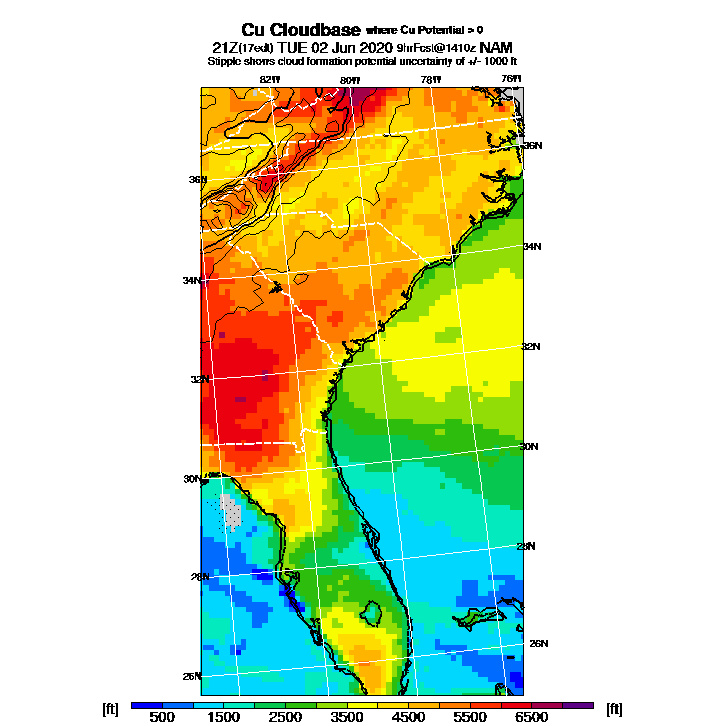 Cu Cloudbase where Cu Potential > 0
21Z(17edt) TUE 02 Jun 2020 9hrFcst@1410z NAM
Stipple shows cloud formation potential uncertainty of +/- 1000 ft
82W 80W 78W 76W
36N
36N
34N
34N
32N
32N
30N
30N
28N
28N
26N
26N
[ft] 500 1500 2500 3500 4500 5500 6500 [ft]